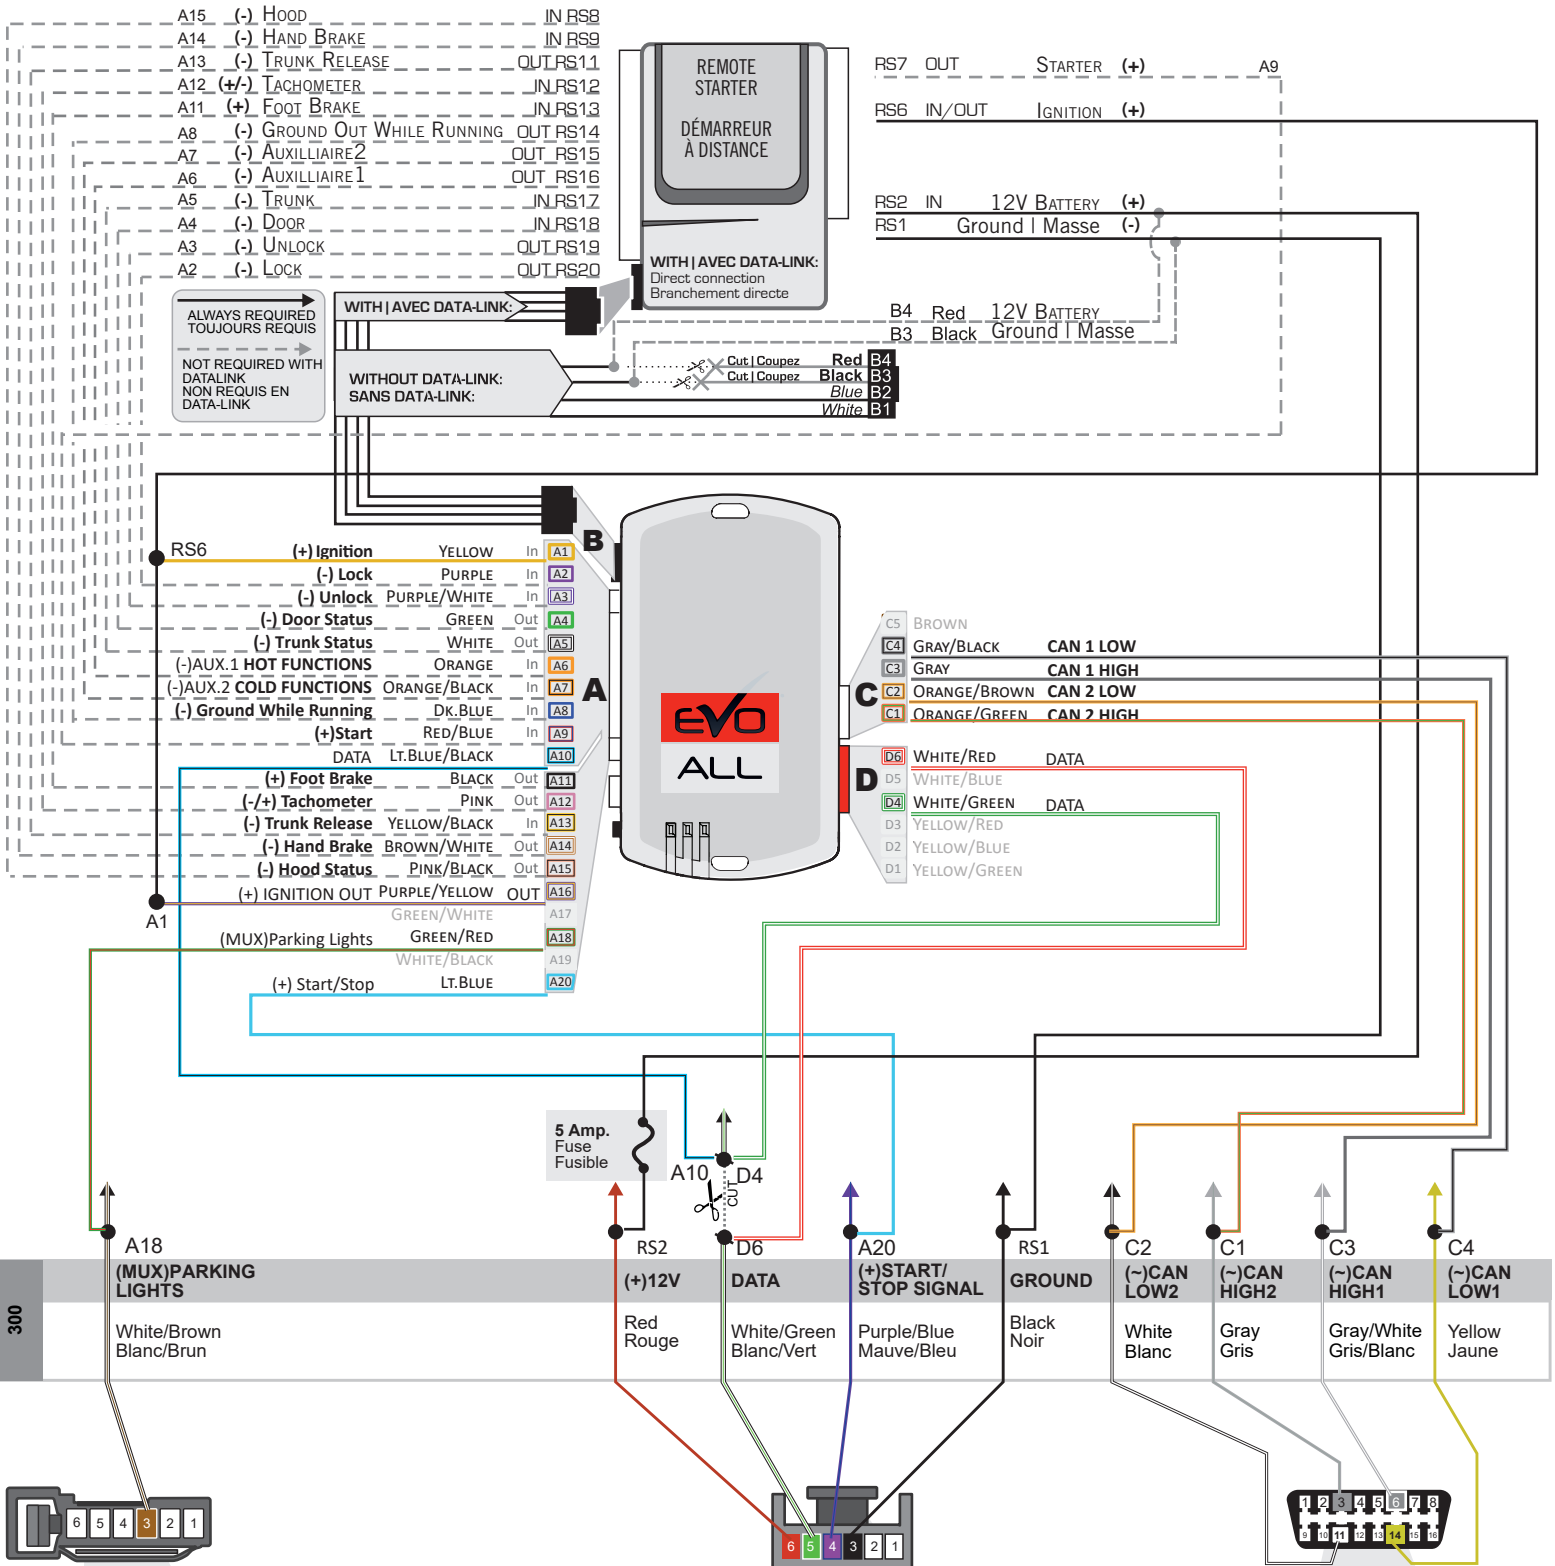 A15 (-) HOOD IN RS8
A14 (-) HAND BRAKE IN RS9
A13 (-) TRUNK RELEASE OUT RS11
A12 (+/-) TACHOMETER IN RS12
A11 (+) FOOT BRAKE IN RS13
A8 (-) GROUND OUT WHILE RUNNING OUT RS14
A7 (-) AUXILLIAIRE2 OUT RS15
A6 (-) AUXILLIAIRE1 OUT RS16
A5 (-) TRUNK IN RS17
A4 (-) DOOR IN RS18
A3 (-) UNLOCK OUT RS19
A2 (-) LOCK OUT RS20
REMOTE
STARTER
DÉMARREUR
À DISTANCE
WITH | AVEC DATA-LINK:
Direct connection
Branchement directe
RS7 OUT STARTER (+) A9
RS6 IN/OUT IGNITION (+)
RS2 IN 12V BATTERY (+)
RS1 Ground | Masse (-)
ALWAYS REQUIRED
TOUJOURS REQUIS
NOT REQUIRED WITH
DATALINK
NON REQUIS EN
DATA-LINK
WITH | AVEC DATA-LINK:
B4 Red 12V BATTERY
B3 Black Ground | Masse
WITHOUT DATA-LINK:
SANS DATA-LINK:
Cut | Coupez Red B4
Cut | Coupez Black B3
Blue B2
White B1
RS6 (+) Ignition YELLOW In A1
(-) Lock PURPLE In A2
(-) Unlock PURPLE/WHITE In A3
(-) Door Status GREEN Out A4
(-) Trunk Status WHITE Out A5
(-)AUX.1 HOT FUNCTIONS ORANGE In A6
(-)AUX.2 COLD FUNCTIONS ORANGE/BLACK In A7
(-) Ground While Running DK.BLUE In A8
(+)Start RED/BLUE In A9
DATA LT.BLUE/BLACK A10
(+) Foot Brake BLACK Out A11
(-/+) Tachometer PINK Out A12
(-) Trunk Release YELLOW/BLACK In A13
(-) Hand Brake BROWN/WHITE Out A14
(-) Hood Status PINK/BLACK Out A15
(+) IGNITION OUT PURPLE/YELLOW OUT A16
A1
GREEN/WHITE A17
(MUX)Parking Lights GREEN/RED A18
WHITE/BLACK A19
(+) Start/Stop LT.BLUE A20
B
A
EVO
ALL
C
D
C5 BROWN
C4 GRAY/BLACK CAN 1 LOW
C3 GRAY CAN 1 HIGH
C2 ORANGE/BROWN CAN 2 LOW
C1 ORANGE/GREEN CAN 2 HIGH
D6 WHITE/RED DATA
D5 WHITE/BLUE
D4 WHITE/GREEN DATA
D3 YELLOW/RED
D2 YELLOW/BLUE
D1 YELLOW/GREEN
5 Amp.
Fuse
Fusible
A10 D4
CUT
A18 RS2 D6 A20 RS1 C2 C1 C3 C4
300
(MUX)PARKING
LIGHTS
White/Brown
Blanc/Brun
(+)12V
Red
Rouge
DATA
White/Green
Blanc/Vert
(+)START/
STOP SIGNAL
Purple/Blue
Mauve/Bleu
GROUND
Black
Noir
(~)CAN
LOW2
White
Blanc
(~)CAN
HIGH2
Gray
Gris
(~)CAN
HIGH1
Gray/White
Gris/Blanc
(~)CAN
LOW1
Yellow
Jaune
6 5 4 3 2 1
6 5 4 3 2 1
1 2 3 4 5 6 7 8
9 10 11 12 13 14 15 16